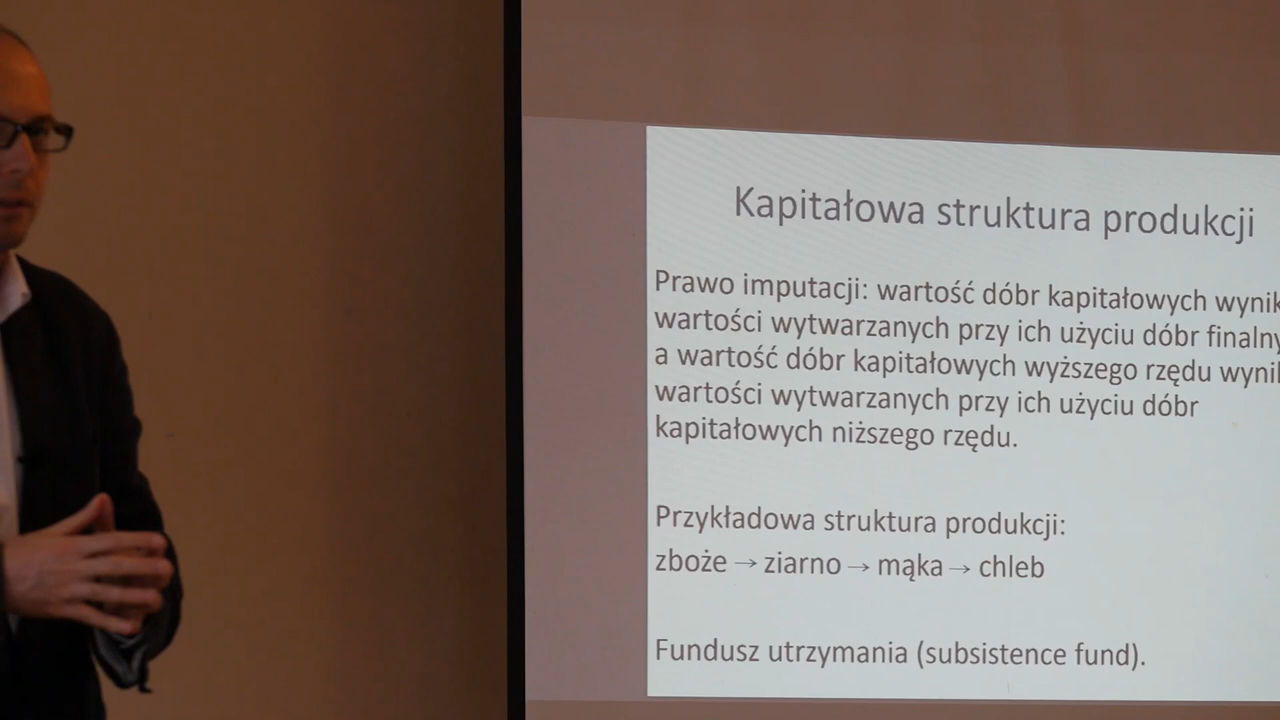 Kapitałowa struktura produkcji
Prawo imputacji: wartość dóbr kapitałowych
wartości wytwarzanych przy ich użyciu dóbr
a wartość dóbr kapitałowych wyższego rzędu
wartości wytwarzanych przy ich użyciu dóbr
kapitałowych niższego rzędu.
Przykładowa struktura produkcji:
zboże → ziarno → mąka → chleb
Fundusz utrzymania (subsistence fund).